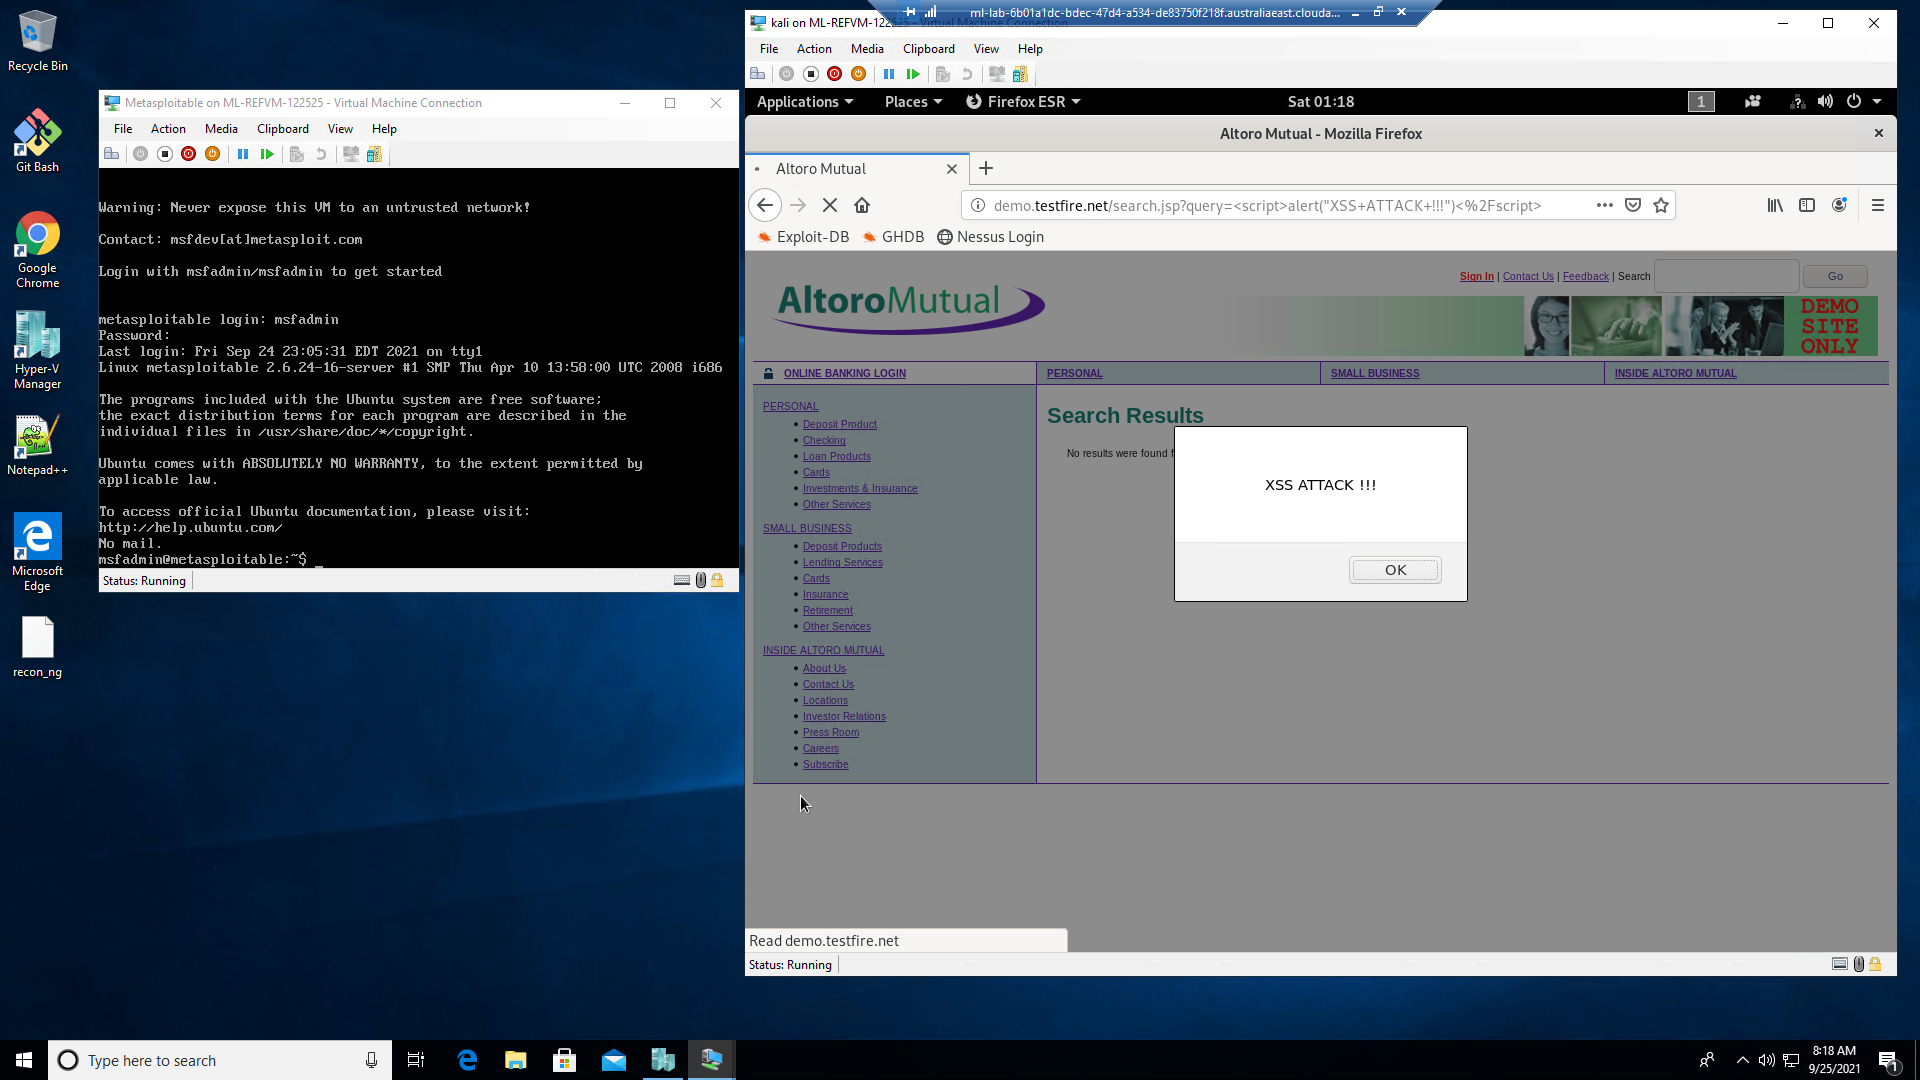 Recycle Bin
Git Bash
Google
Chrome
Hyper-V
Manager
Notepad++
Microsoft
Edge
recon_ng
Metasploitable on ML-REFVM-122525 - Virtual Machine Connection
File Action Media Clipboard View Help
Warning: Never expose this VM to an untrusted network!
Contact: msfdev[at]metasploit.com
Login with msfadmin/msfadmin to get started
metasploitable login: msfadmin
Password:
Last login: Fri Sep 24 23:05:31 EDT 2021 on tty1
Linux metasploitable 2.6.24-16-server #1 SMP Thu Apr 10 13:58:00 UTC 2008 i686
The programs included with the Ubuntu system are free software;
the exact distribution terms for each program are described in the
individual files in /usr/share/doc/*/copyright.
Ubuntu comes with ABSOLUTELY NO WARRANTY, to the extent permitted by
applicable law.
To access official Ubuntu documentation, please visit:
http://help.ubuntu.com/
No mail.
msfadmin@metasploitable:~$ _
Status: Running
ml-lab-6b01a1dc-bdec-47d4-a534-de83750f218f.australiaeast.clouda...
kali on ML-REFVM-122525 - Virtual Machine Connection
File Action Media Clipboard View Help
Applications Places Firefox ESR Sat 01:18 1
Altoro Mutual - Mozilla Firefox
Altoro Mutual
demo.testfire.net/search.jsp?query=<script>alert("XSS+ATTACK+!!!")<%2Fscript>
Exploit-DB GHDB Nessus Login
Sign In | Contact Us | Feedback | Search Go
AltoroMutual
DEMO
SITE
ONLY
ONLINE BANKING LOGIN PERSONAL SMALL BUSINESS INSIDE ALTORO MUTUAL
PERSONAL
Deposit Product
Checking
Loan Products
Cards
Investments & Insurance
Other Services
SMALL BUSINESS
Deposit Products
Lending Services
Cards
Insurance
Retirement
Other Services
INSIDE ALTORO MUTUAL
About Us
Contact Us
Locations
Investor Relations
Press Room
Careers
Subscribe
Search Results
No results were found f
XSS ATTACK !!!
OK
Read demo.testfire.net
Status: Running
Type here to search
8:18 AM
9/25/2021
1